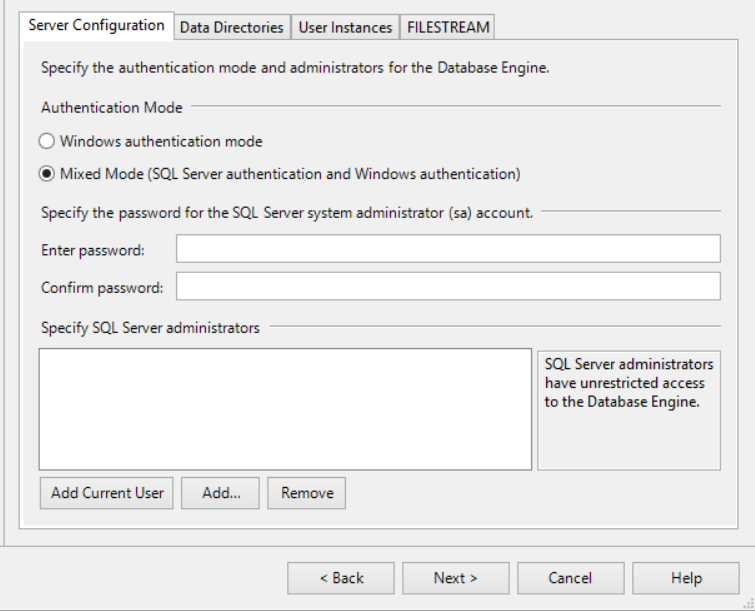 Server Configuration Data Directories User Instances FILESTREAM
Specify the authentication mode and administrators for the Database Engine.
Authentication Mode
Windows authentication mode
Mixed Mode (SQL Server authentication and Windows authentication)
Specify the password for the SQL Server system administrator (sa) account.
Enter password:
Confirm password:
Specify SQL Server administrators
SQL Server administrators
have unrestricted access
to the Database Engine.
Add Current User Add... Remove
< Back Next > Cancel Help